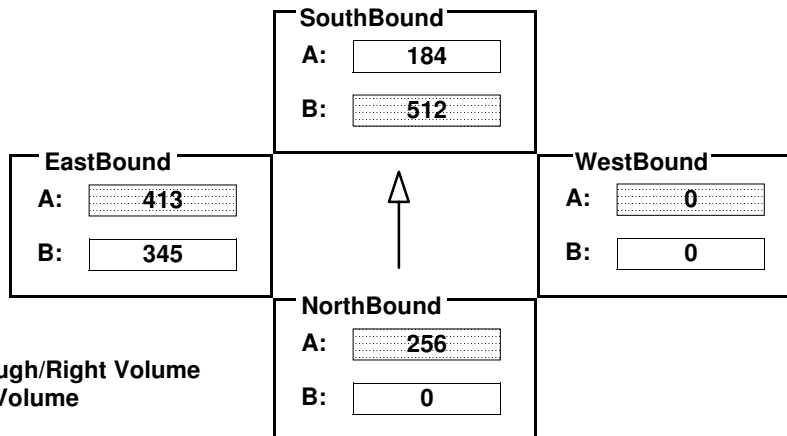 SouthBound
A: 184
B: 512
EastBound
A: 413
B: 345
WestBound
A: 0
B: 0
NorthBound
A: 256
B: 0
ugh/Right Volume
Volume